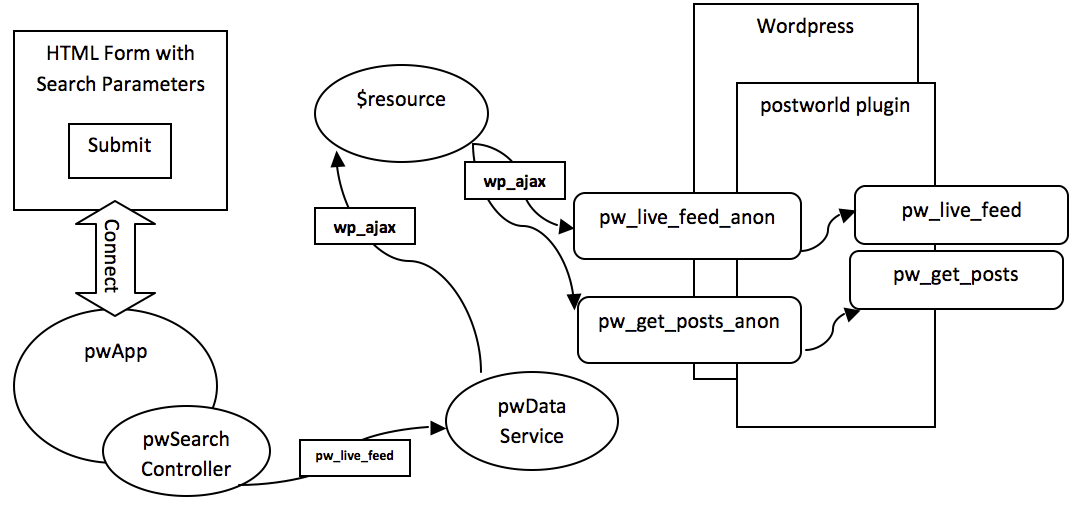 HTML Form with
Search Parameters
Submit
Connect
pwApp
pwSearch
Controller
pw_live_feed
pwData
Service
wp_ajax
$resource
wp_ajax
Wordpress
postworld plugin
pw_live_feed_anon
pw_get_posts_anon
pw_live_feed
pw_get_posts